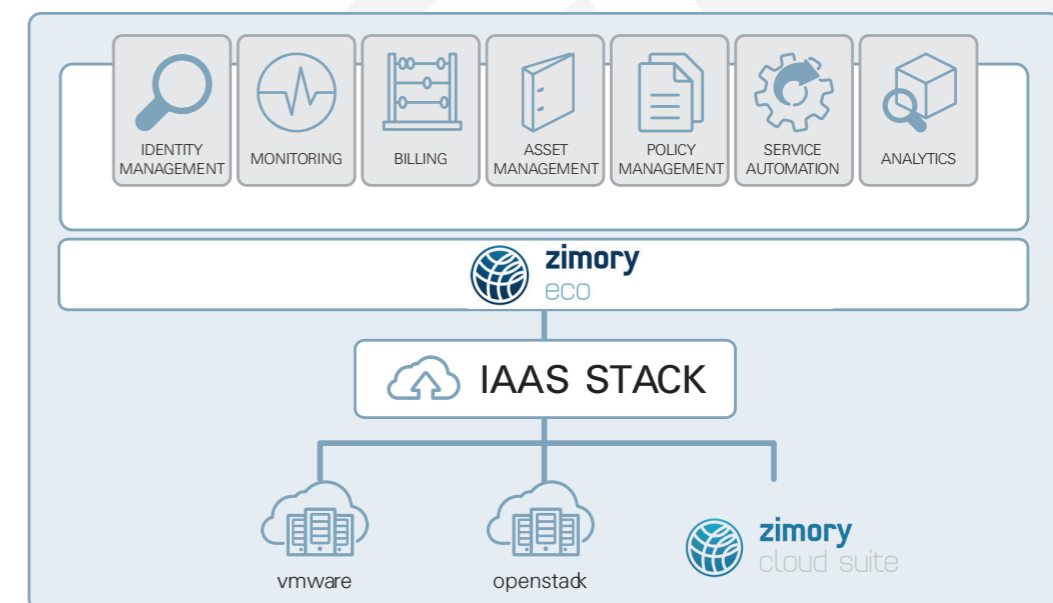 IDENTITY
MANAGEMENT
MONITORING
BILLING
ASSET
MANAGEMENT
POLICY
MANAGEMENT
SERVICE
AUTOMATION
ANALYTICS
zimory
eco
IAAS STACK
vmware
openstack
zimory
cloud suite